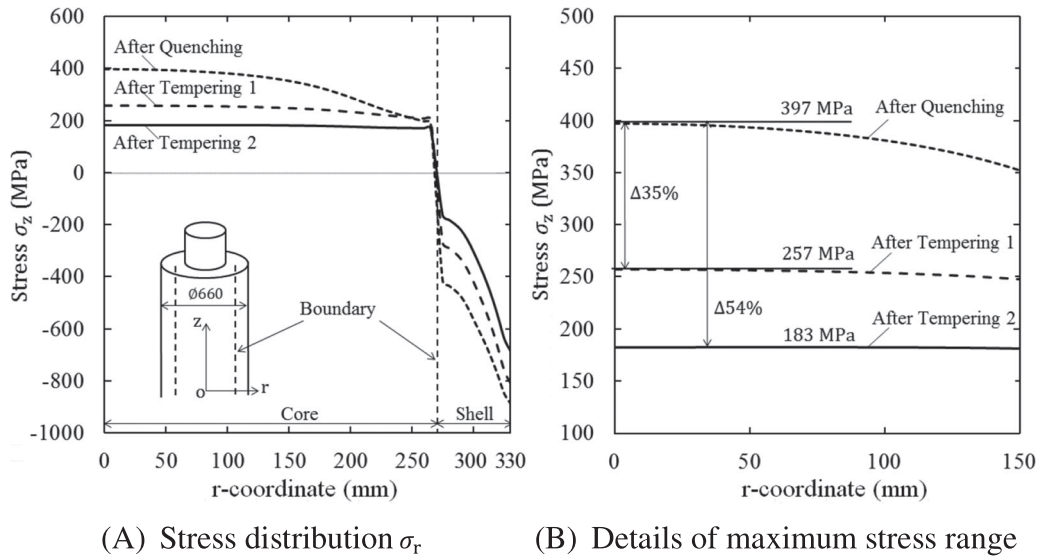 600
400
200
0
-200
-400
-600
-800
-1000
Stress σz (MPa)
After Quenching
After Tempering 1
After Tempering 2
Ø660
z
o
r
Boundary
Core
Shell
0 50 100 150 200 250 300 330
r-coordinate (mm)
(A) Stress distribution σr
500
450
400
350
300
250
200
150
100
Stress σz (MPa)
397 MPa
After Quenching
Δ35%
257 MPa
After Tempering 1
Δ54%
183 MPa
After Tempering 2
0 50 100 150
r-coordinate (mm)
(B) Details of maximum stress range